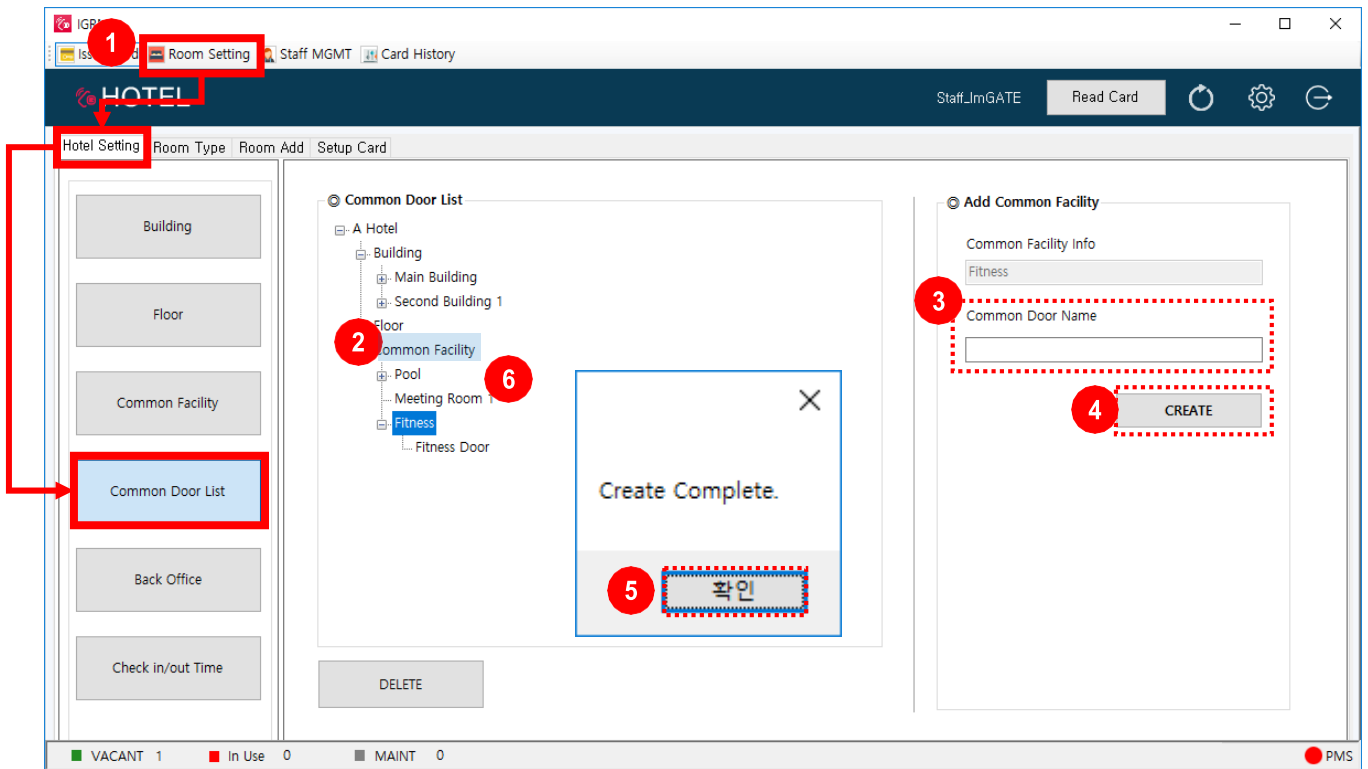 1
Room Setting Staff MGMT Card History
HOTEL
Staff_ImGATE Read Card
Hotel Setting Room Type Room Add Setup Card
Building
Floor
Common Facility
Common Door List
Back Office
Check in/out Time
◎ Common Door List
A Hotel
Building
Main Building
Second Building 1
Floor
2
Common Facility
Pool
6
Meeting Room 1
Fitness
Fitness Door
Create Complete.
5 확인
DELETE
◎ Add Common Facility
Common Facility Info
Fitness
3
Common Door Name
4 CREATE
VACANT 1 In Use 0 MAINT 0 PMS